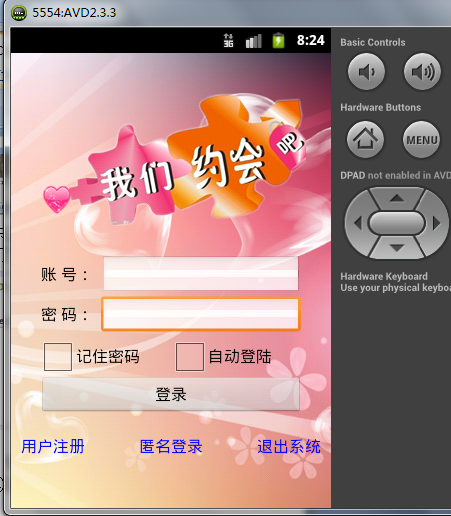 5554:AVD2.3.3
3G
8:24
Basic Controls
Hardware Buttons
MENU
DPAD not enabled in AVD
Hardware Keyboard
Use your physical keyboa
我们约会吧
账 号：
密 码：
记住密码
自动登陆
登录
用户注册
匿名登录
退出系统